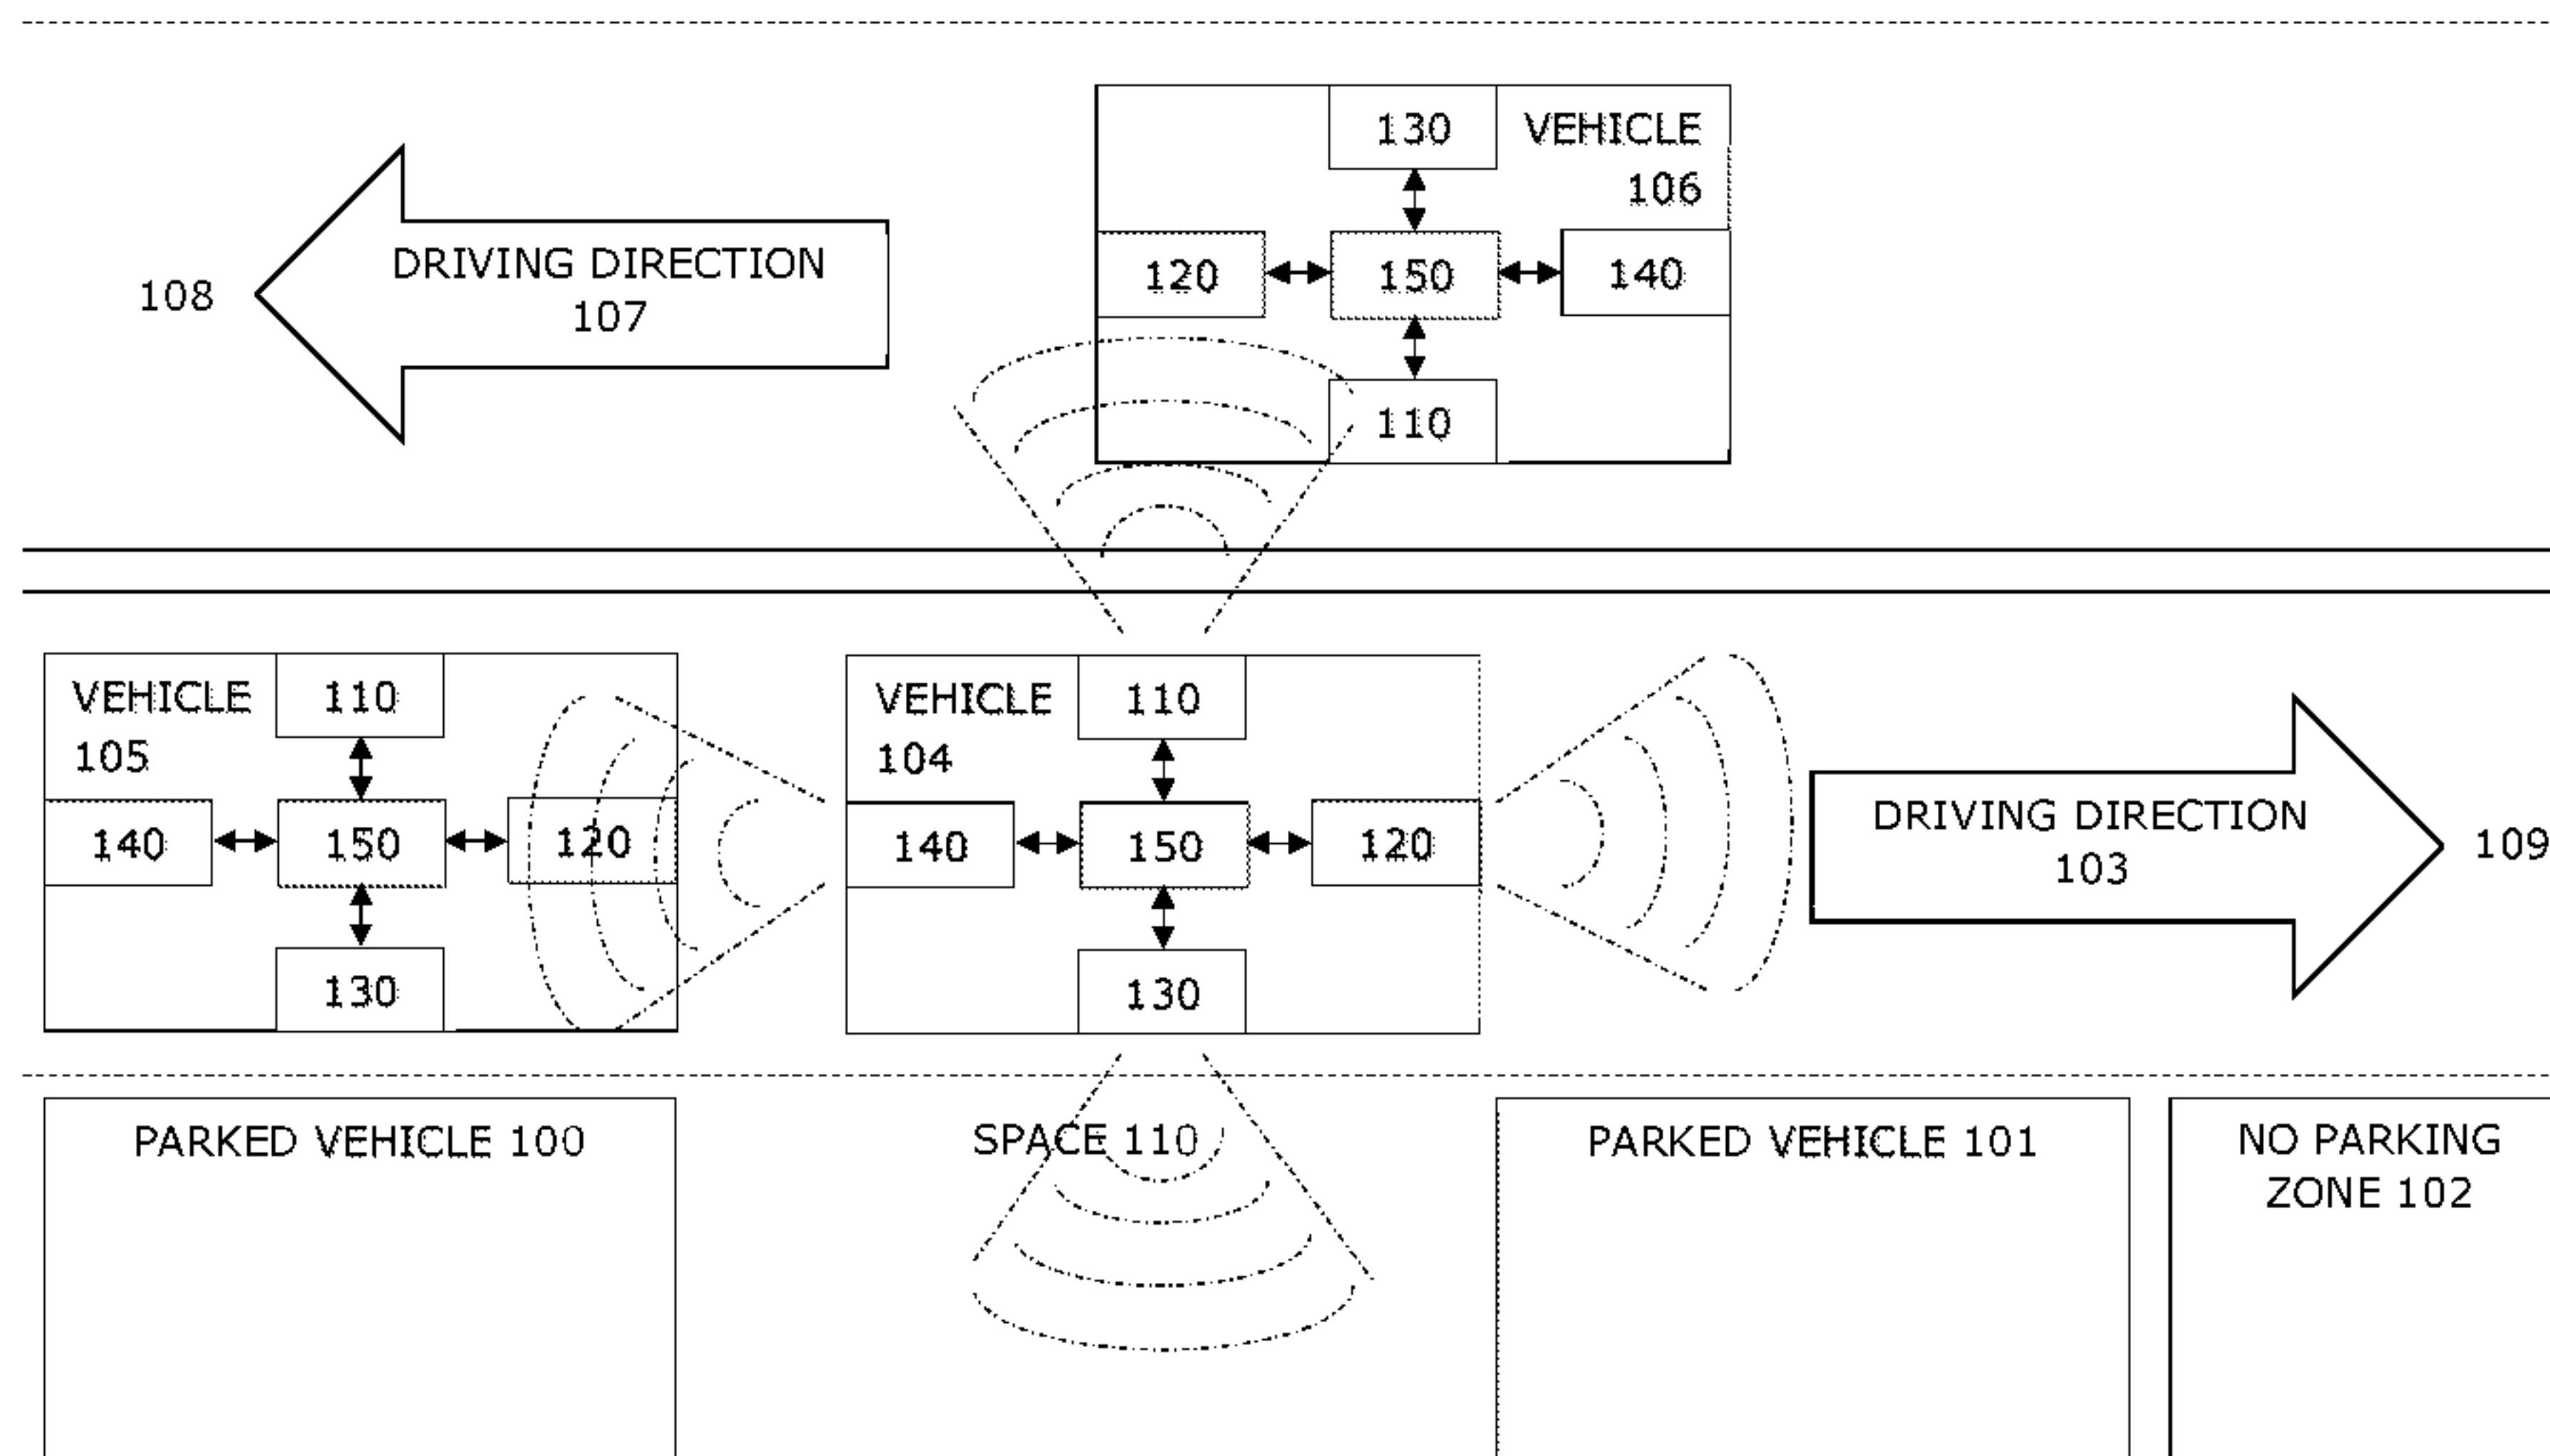 130
VEHICLE
106
DRIVING DIRECTION
107
108
120
150
140
110
VEHICLE
105
110
VEHICLE
104
110
140
150
120
140
150
120
DRIVING DIRECTION
103
109
130
130
PARKED VEHICLE 100
SPACE 110
PARKED VEHICLE 101
NO PARKING
ZONE 102